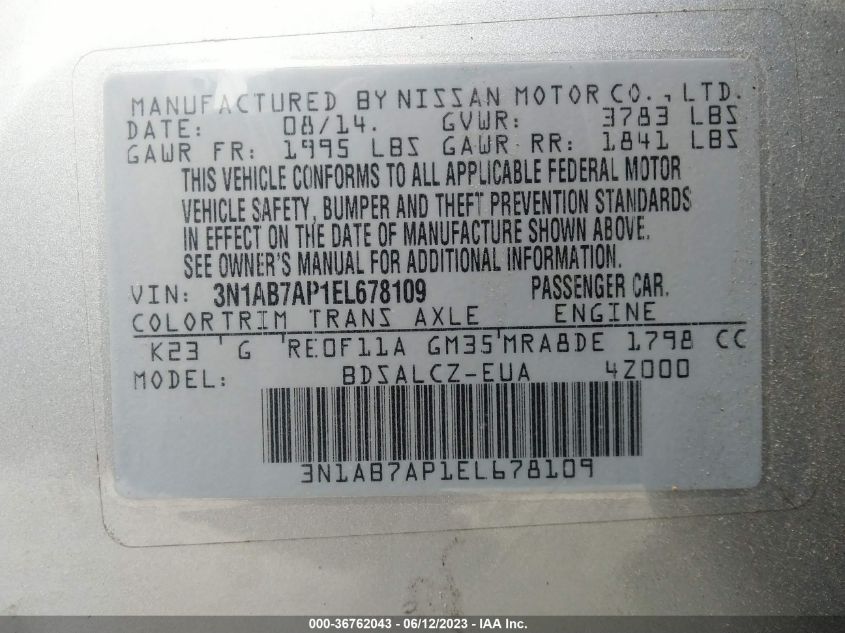 MANUFACTURED BY NISSAN MOTOR CO., LTD.
DATE: 08/14. GVWR: 3783 LBS
GAWR FR: 1995 LBS GAWR RR: 1841 LBS
THIS VEHICLE CONFORMS TO ALL APPLICABLE FEDERAL MOTOR
VEHICLE SAFETY, BUMPER AND THEFT PREVENTION STANDARDS
IN EFFECT ON THE DATE OF MANUFACTURE SHOWN ABOVE.
SEE OWNER'S MANUAL FOR ADDITIONAL INFORMATION.
VIN: 3N1AB7AP1EL678109 PASSENGER CAR.
COLORTRIM TRANS AXLE ENGINE
K23 G RE0F11A GM35 MRA8DE 1798 CC
MODEL: BDSALCZ-EUA 4Z000
3N1AB7AP1EL678109
000-36762043 - 06/12/2023 - IAA Inc.